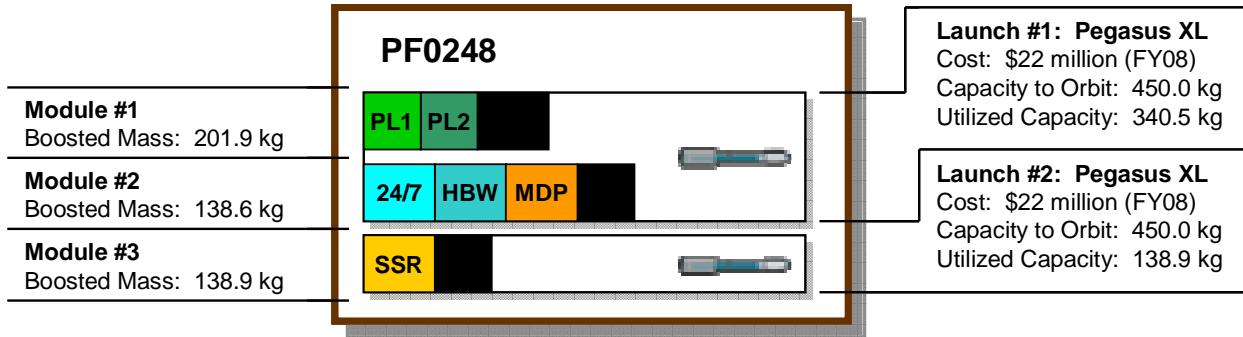 PF0248
Module #1
Boosted Mass: 201.9 kg
Module #2
Boosted Mass: 138.6 kg
Module #3
Boosted Mass: 138.9 kg
PL1 PL2
24/7 HBW MDP
SSR
Launch #1: Pegasus XL
Cost: $22 million (FY08)
Capacity to Orbit: 450.0 kg
Utilized Capacity: 340.5 kg
Launch #2: Pegasus XL
Cost: $22 million (FY08)
Capacity to Orbit: 450.0 kg
Utilized Capacity: 138.9 kg